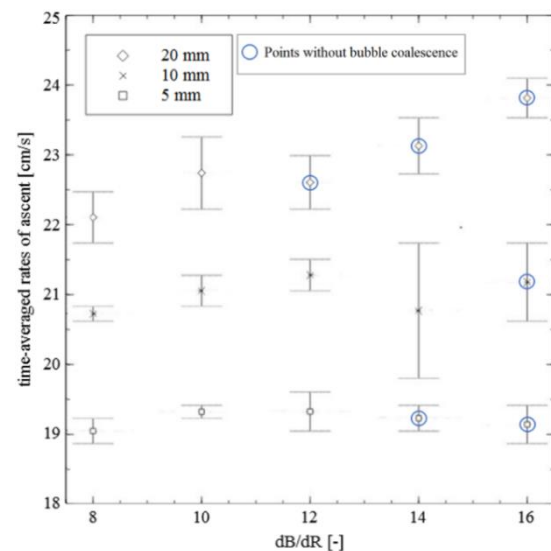 25
24
23
22
21
20
19
18
time-averaged rates of ascent [cm/s]
20 mm
10 mm
5 mm
Points without bubble coalescence
8 10 12 14 16
dB/dR [-]